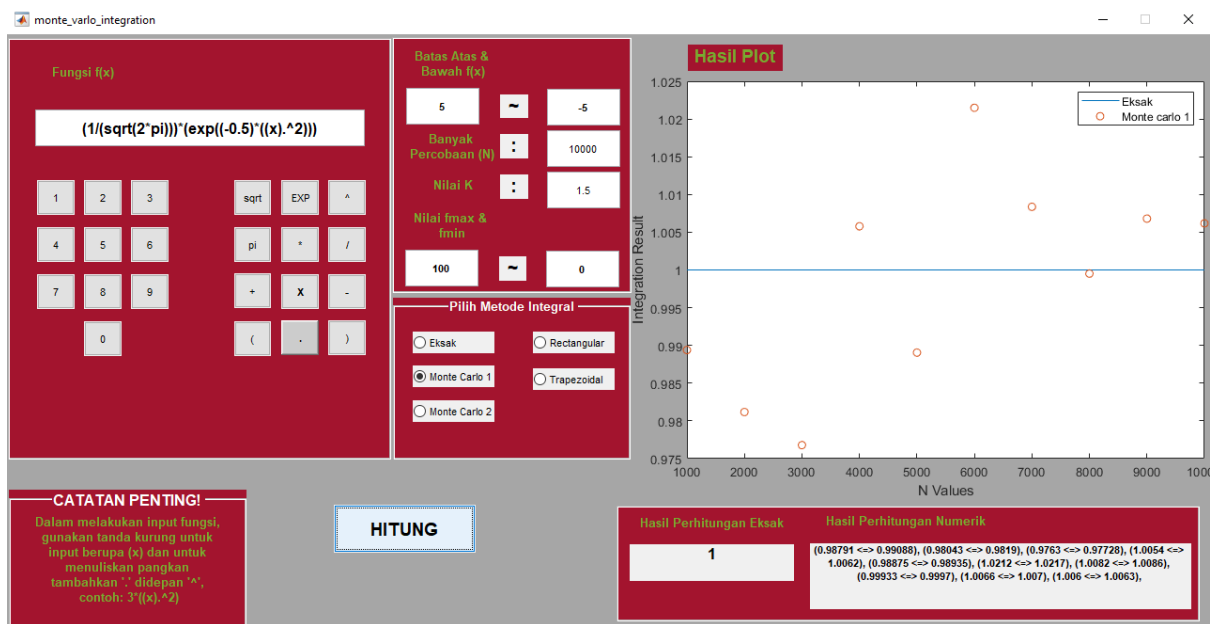 monte_varlo_integration
Fungsi f(x)
(1/(sqrt(2*pi)))*(exp((-0.5)*((x).^2)))
1 2 3 sqrt EXP ^
4 5 6 pi * /
7 8 9 + X -
0 ( . )
Batas Atas &
Bawah f(x)
5 ~ -5
Banyak
Percobaan (N) : 10000
Nilai K : 1.5
Nilai fmax &
fmin
100 ~ 0
Pilih Metode Integral
Eksak Rectangular
Monte Carlo 1 Trapezoidal
Monte Carlo 2
Hasil Plot
Eksak
Monte carlo 1
1.025
1.02
1.015
1.01
1.005
1
0.995
0.99
0.985
0.98
0.975
Integration Result
1000 2000 3000 4000 5000 6000 7000 8000 9000 1000
N Values
CATATAN PENTING!
Dalam melakukan input fungsi,
gunakan tanda kurung untuk
input berupa (x) dan untuk
menuliskan pangkan
tambahkan '.' didepan '^',
contoh: 3*((x).^2)
HITUNG
Hasil Perhitungan Eksak
1
Hasil Perhitungan Numerik
(0.98791 <=> 0.99088), (0.98043 <=> 0.9819), (0.9763 <=> 0.97728), (1.0054 <=>
1.0062), (0.98875 <=> 0.98935), (1.0212 <=> 1.0217), (1.0082 <=> 1.0086),
(0.99933 <=> 0.9997), (1.0066 <=> 1.007), (1.006 <=> 1.0063),